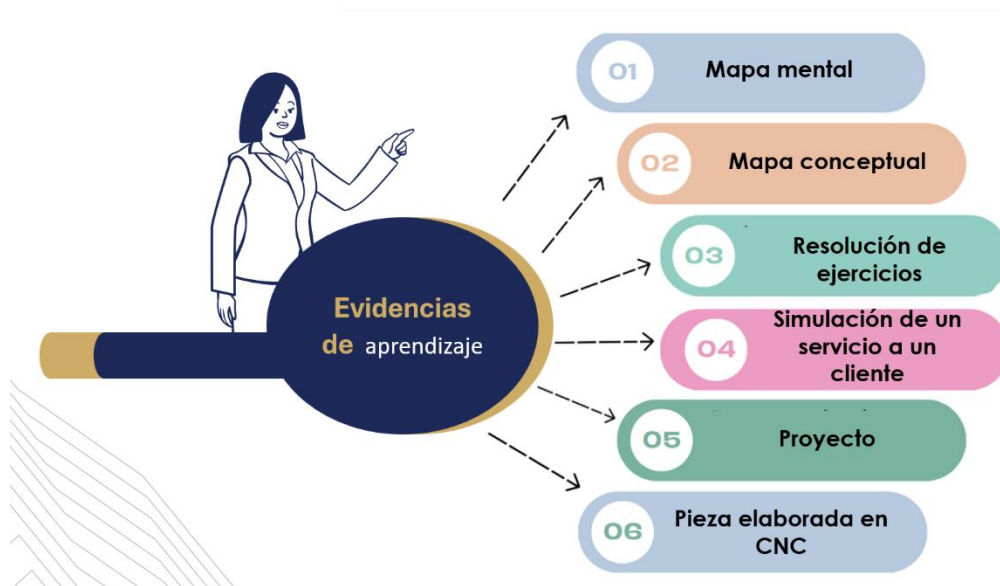 01
Mapa mental
02
Mapa conceptual
03
Resolución de
ejercicios
04
Simulación de un
servicio a un
cliente
05
Proyecto
06
Pieza elaborada en
CNC
Evidencias
de aprendizaje